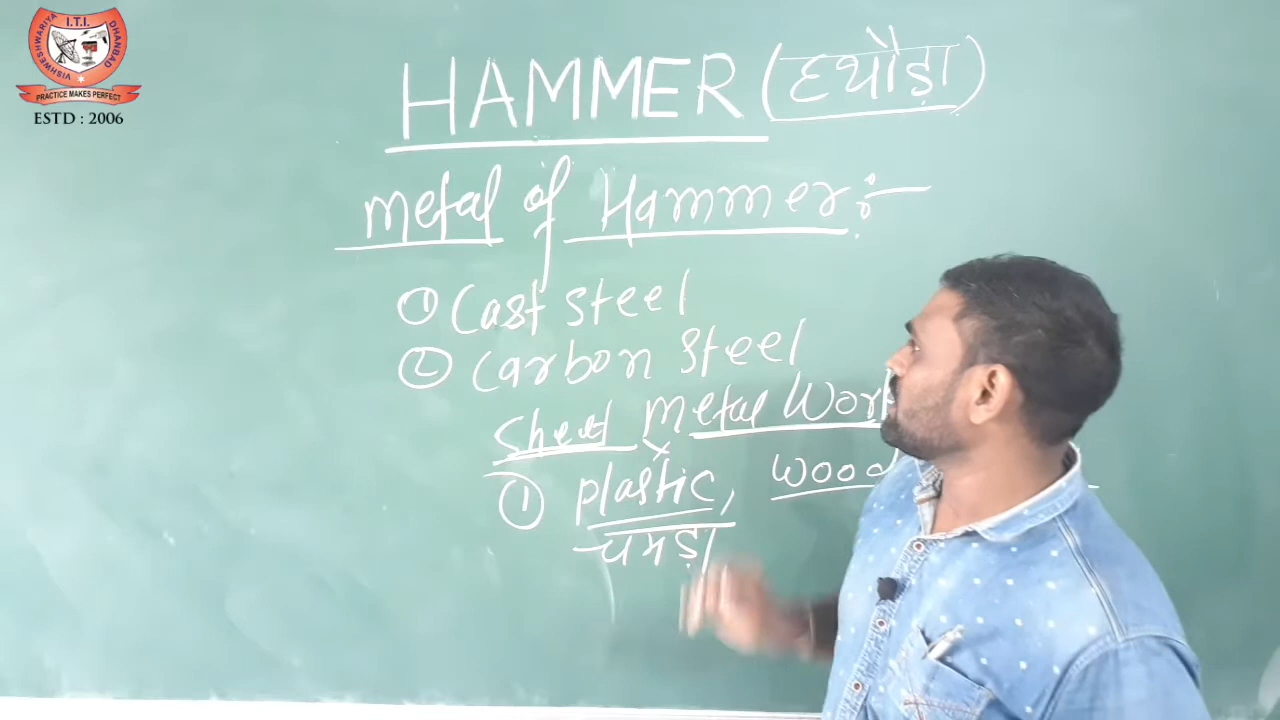 VISHWESHWARIYA I.T.I. DHANBAD
PRACTICE MAKES PERFECT
ESTD : 2006
HAMMER (हथौड़ा)
Metal of Hammer :-
① Cast Steel
② Carbon Steel
Sheet Metal Work
① plastic, wood
चमड़ा